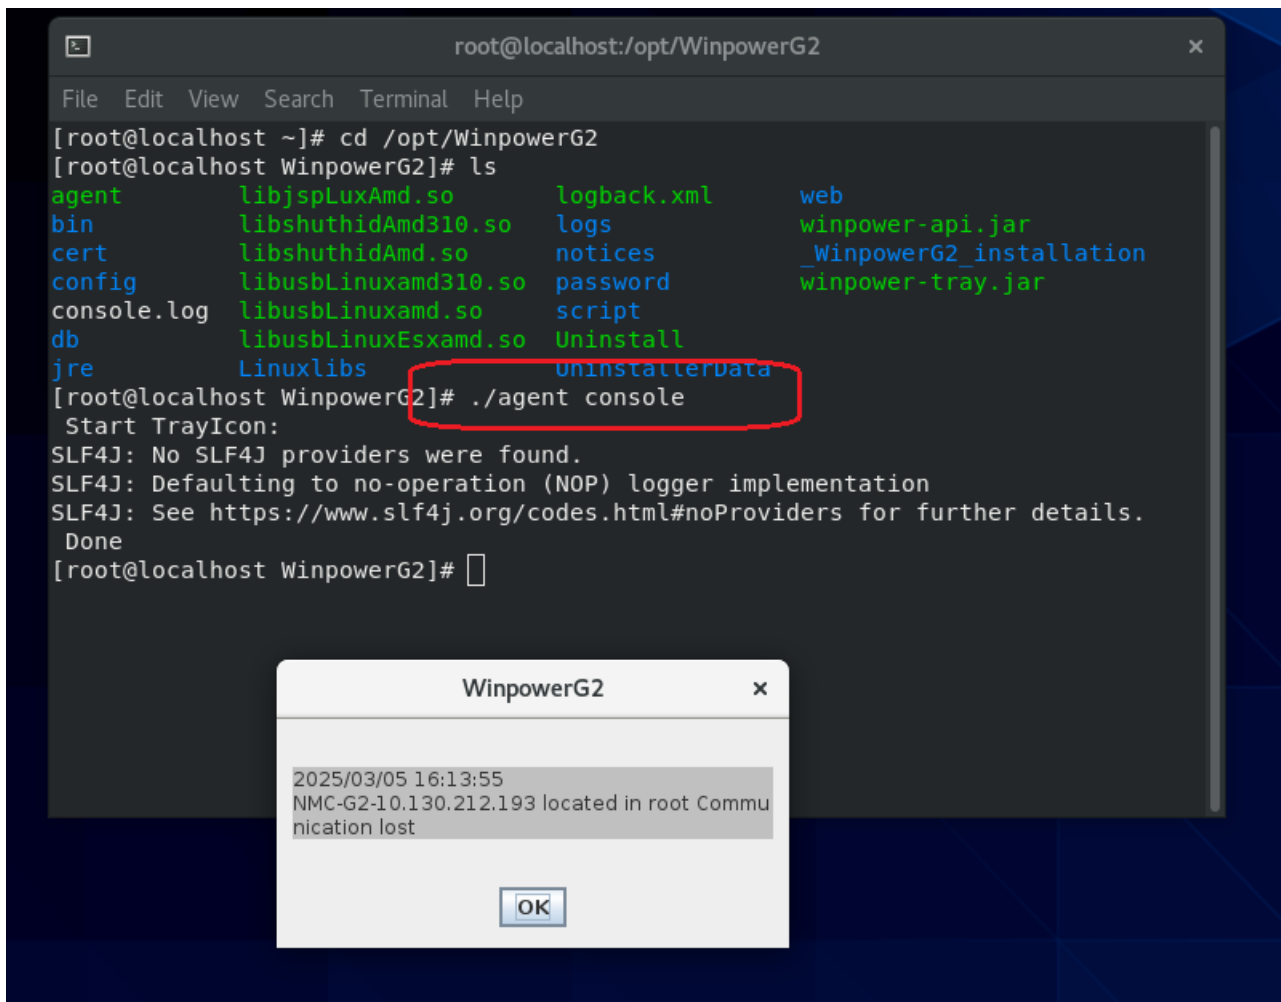 root@localhost:/opt/WinpowerG2 ×
File Edit View Search Terminal Help
[root@localhost ~]# cd /opt/WinpowerG2
[root@localhost WinpowerG2]# ls
agent libjspLuxAmd.so logback.xml web
bin libshuthidAmd310.so logs winpower-api.jar
cert libshuthidAmd.so notices _WinpowerG2_installation
config libusbLinuxamd310.so password winpower-tray.jar
console.log libusbLinuxamd.so script
db libusbLinuxEsxamd.so Uninstall
jre Linuxlibs UninstallerData
[root@localhost WinpowerG2]# ./agent console
Start TrayIcon:
SLF4J: No SLF4J providers were found.
SLF4J: Defaulting to no-operation (NOP) logger implementation
SLF4J: See https://www.slf4j.org/codes.html#noProviders for further details.
Done
[root@localhost WinpowerG2]#
WinpowerG2 ×
2025/03/05 16:13:55
NMC-G2-10.130.212.193 located in root Commu
nication lost
OK